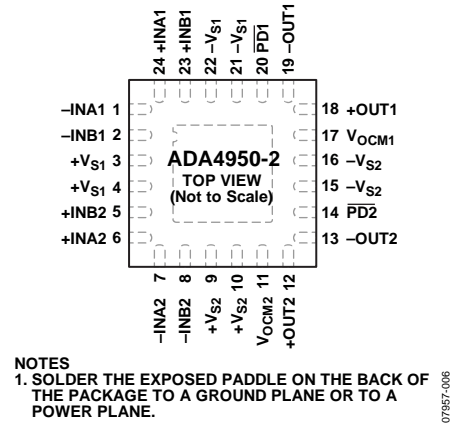 24 +INA1
23 +INB1
22 –VS1
21 –VS1
20 PD1
19 –OUT1
–INA1 1
–INB1 2
+VS1 3
+VS1 4
+INB2 5
+INA2 6
18 +OUT1
17 VOCM1
16 –VS2
15 –VS2
14 PD2
13 –OUT2
ADA4950-2
TOP VIEW
(Not to Scale)
–INA2 7
–INB2 8
+VS2 9
+VS2 10
VOCM2 11
+OUT2 12
NOTES
1. SOLDER THE EXPOSED PADDLE ON THE BACK OF
THE PACKAGE TO A GROUND PLANE OR TO A
POWER PLANE.
07957-006